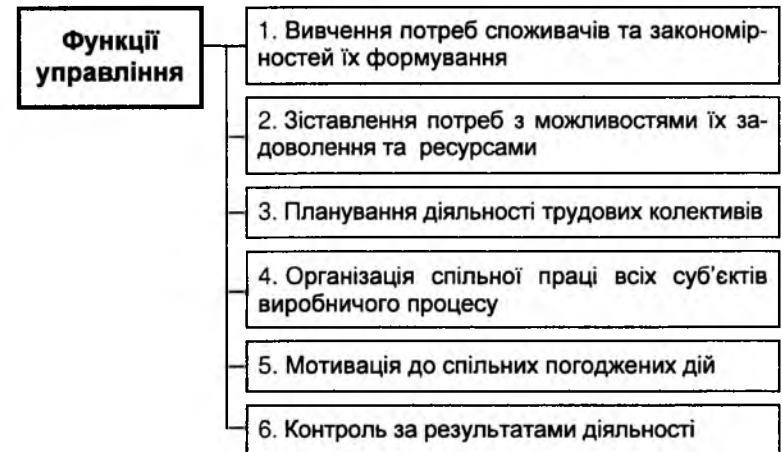 Функції
управління
1. Вивчення потреб споживачів та закономір-
ностей їх формування
2. Зіставлення потреб з можливостями їх за-
доволення та ресурсами
3. Планування діяльності трудових колективів
4. Організація спільної праці всіх суб'єктів
виробничого процесу
5. Мотивація до спільних погоджених дій
6. Контроль за результатами діяльності